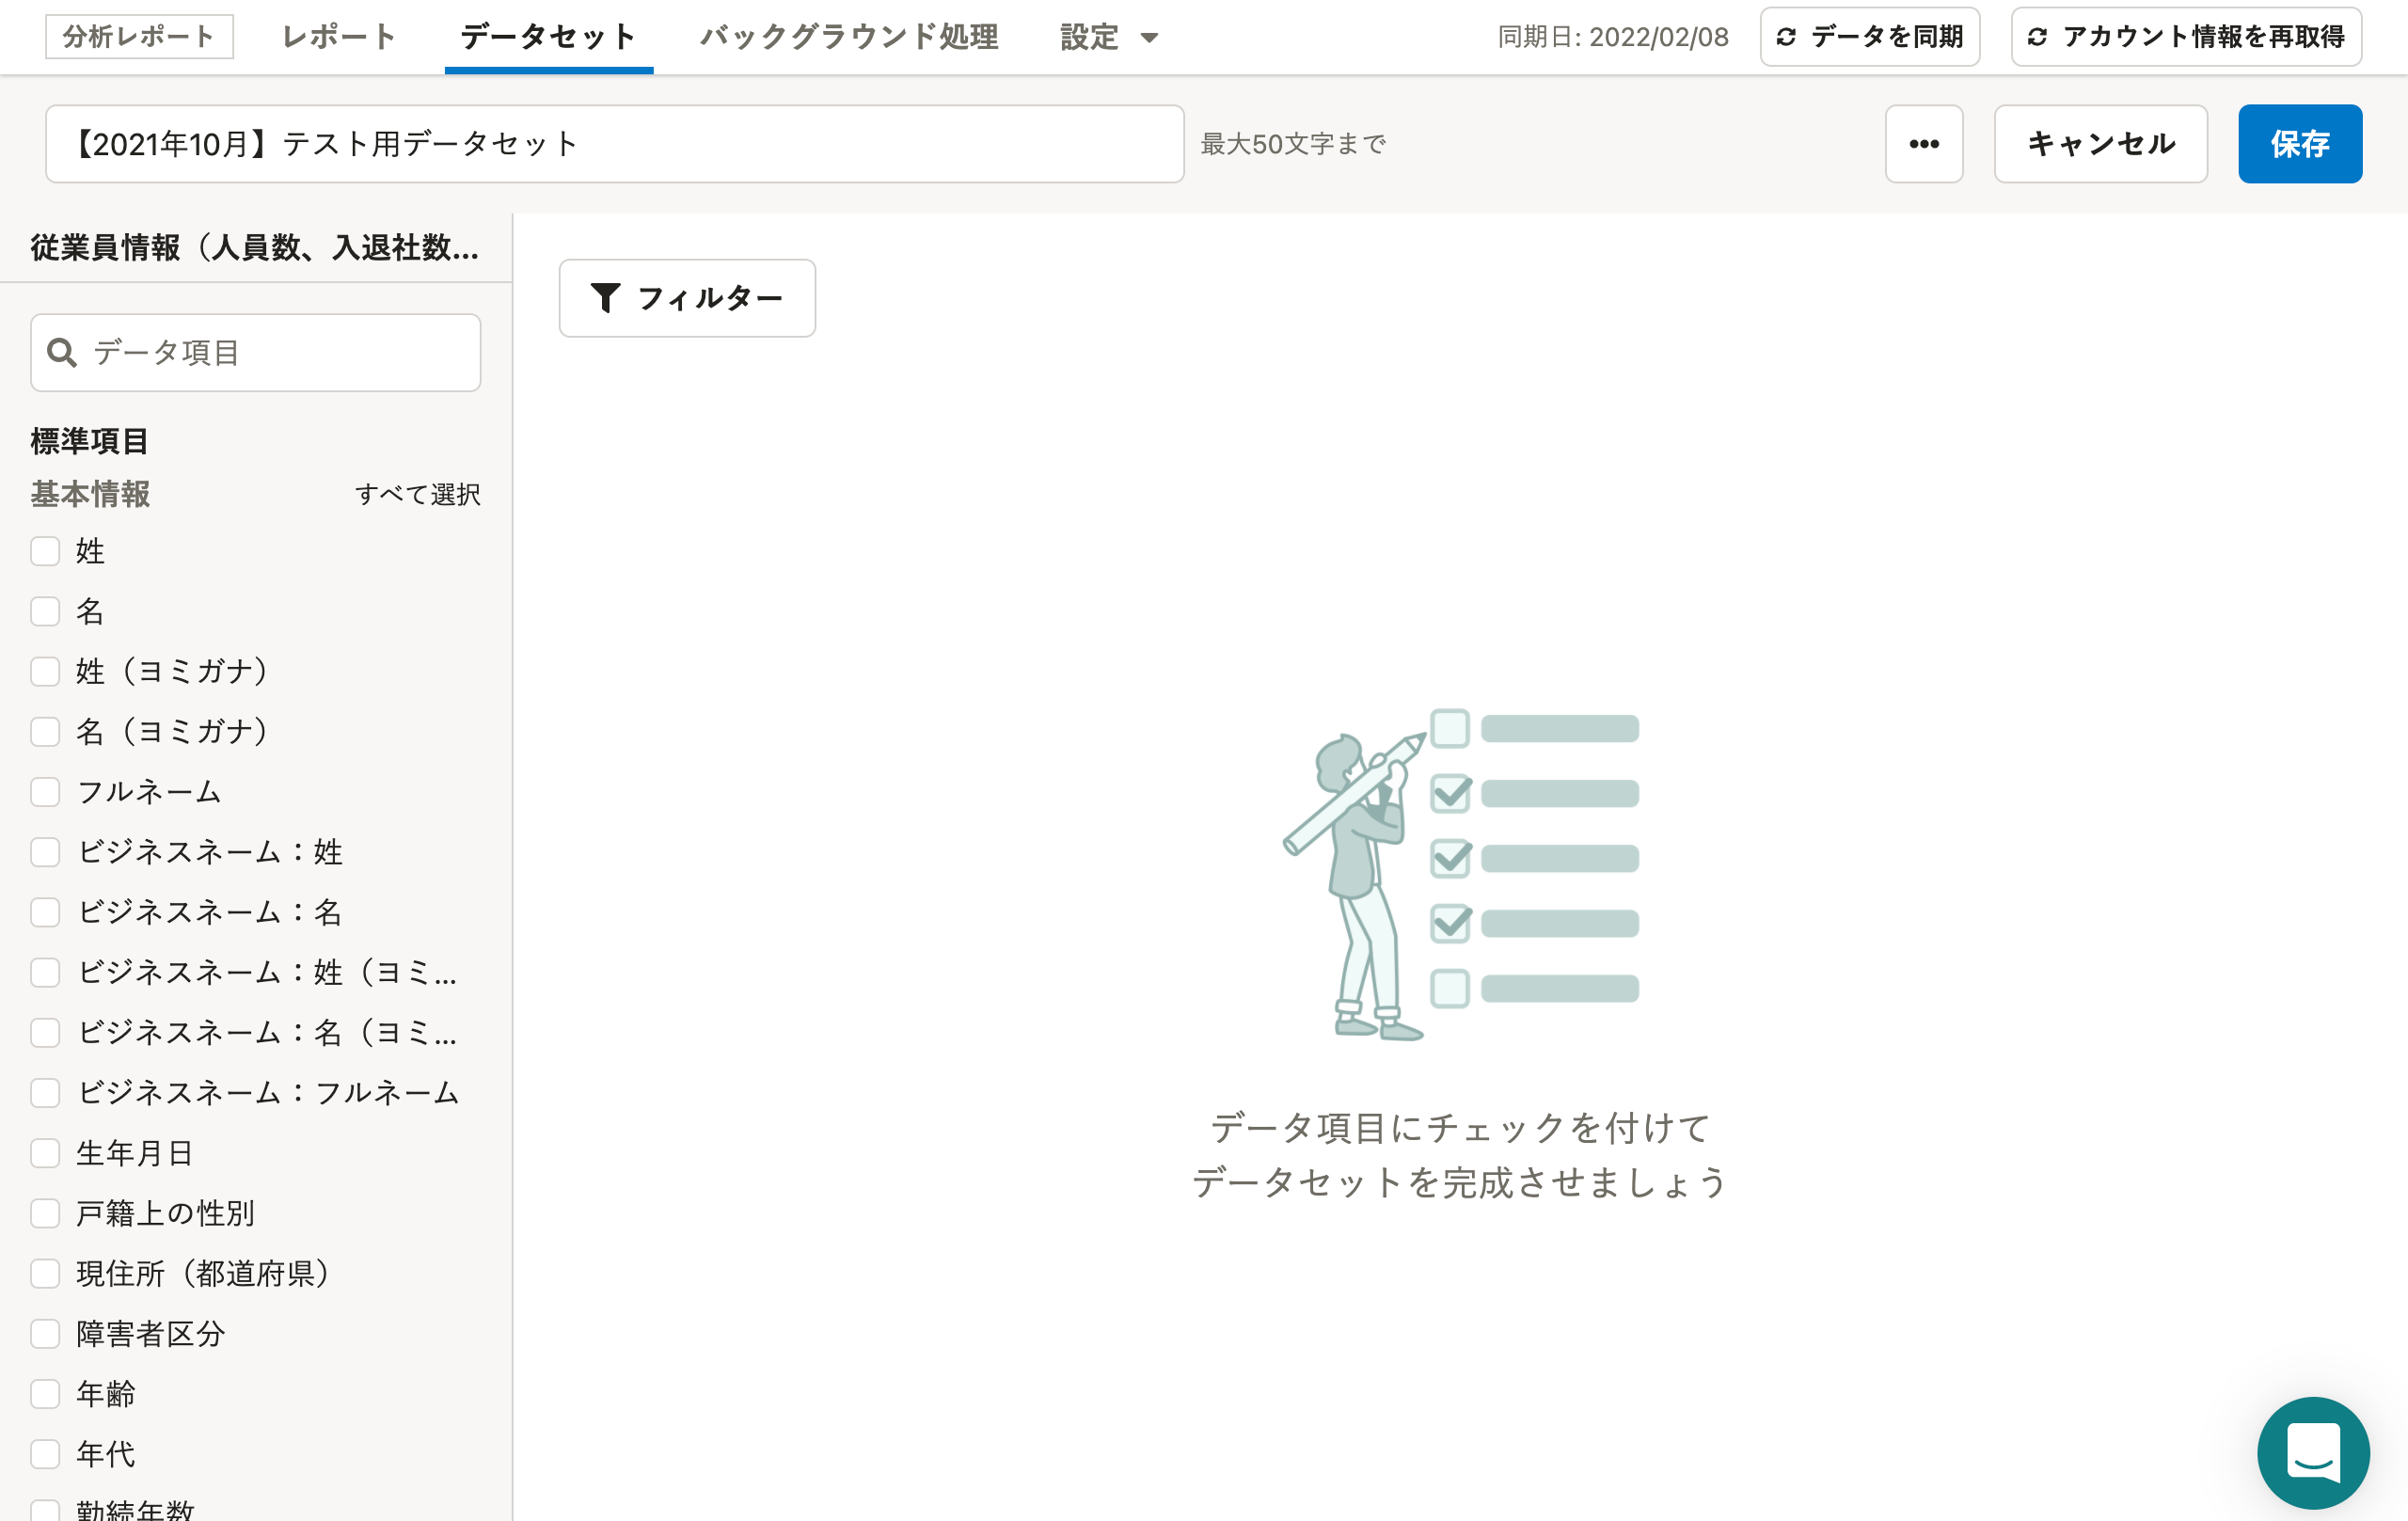 分析レポート レポート データセット バックグラウンド処理 設定 同期日: 2022/02/08 データを同期 アカウント情報を再取得
【2021年10月】テスト用データセット 最大50文字まで ••• キャンセル 保存
従業員情報（人員数、入退社数...
フィルター
データ項目
標準項目
基本情報 すべて選択
姓
名
姓（ヨミガナ）
名（ヨミガナ）
フルネーム
ビジネスネーム：姓
ビジネスネーム：名
ビジネスネーム：姓（ヨミ...
ビジネスネーム：名（ヨミ...
ビジネスネーム：フルネーム
生年月日
戸籍上の性別
現住所（都道府県）
障害者区分
年齢
年代
勤続年数
データ項目にチェックを付けて
データセットを完成させましょう